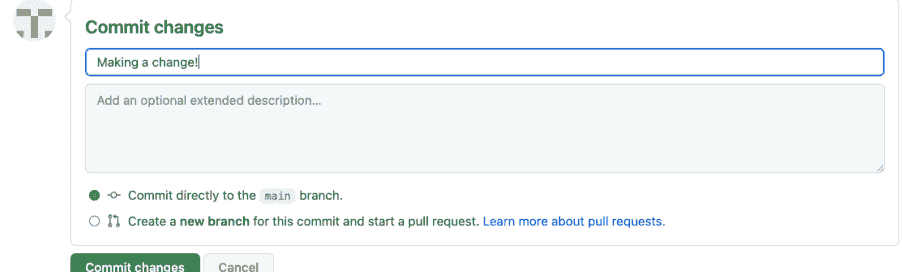 Commit changes
Making a change!
Add an optional extended description...
Commit directly to the main branch.
Create a new branch for this commit and start a pull request. Learn more about pull requests.
Commit changes Cancel